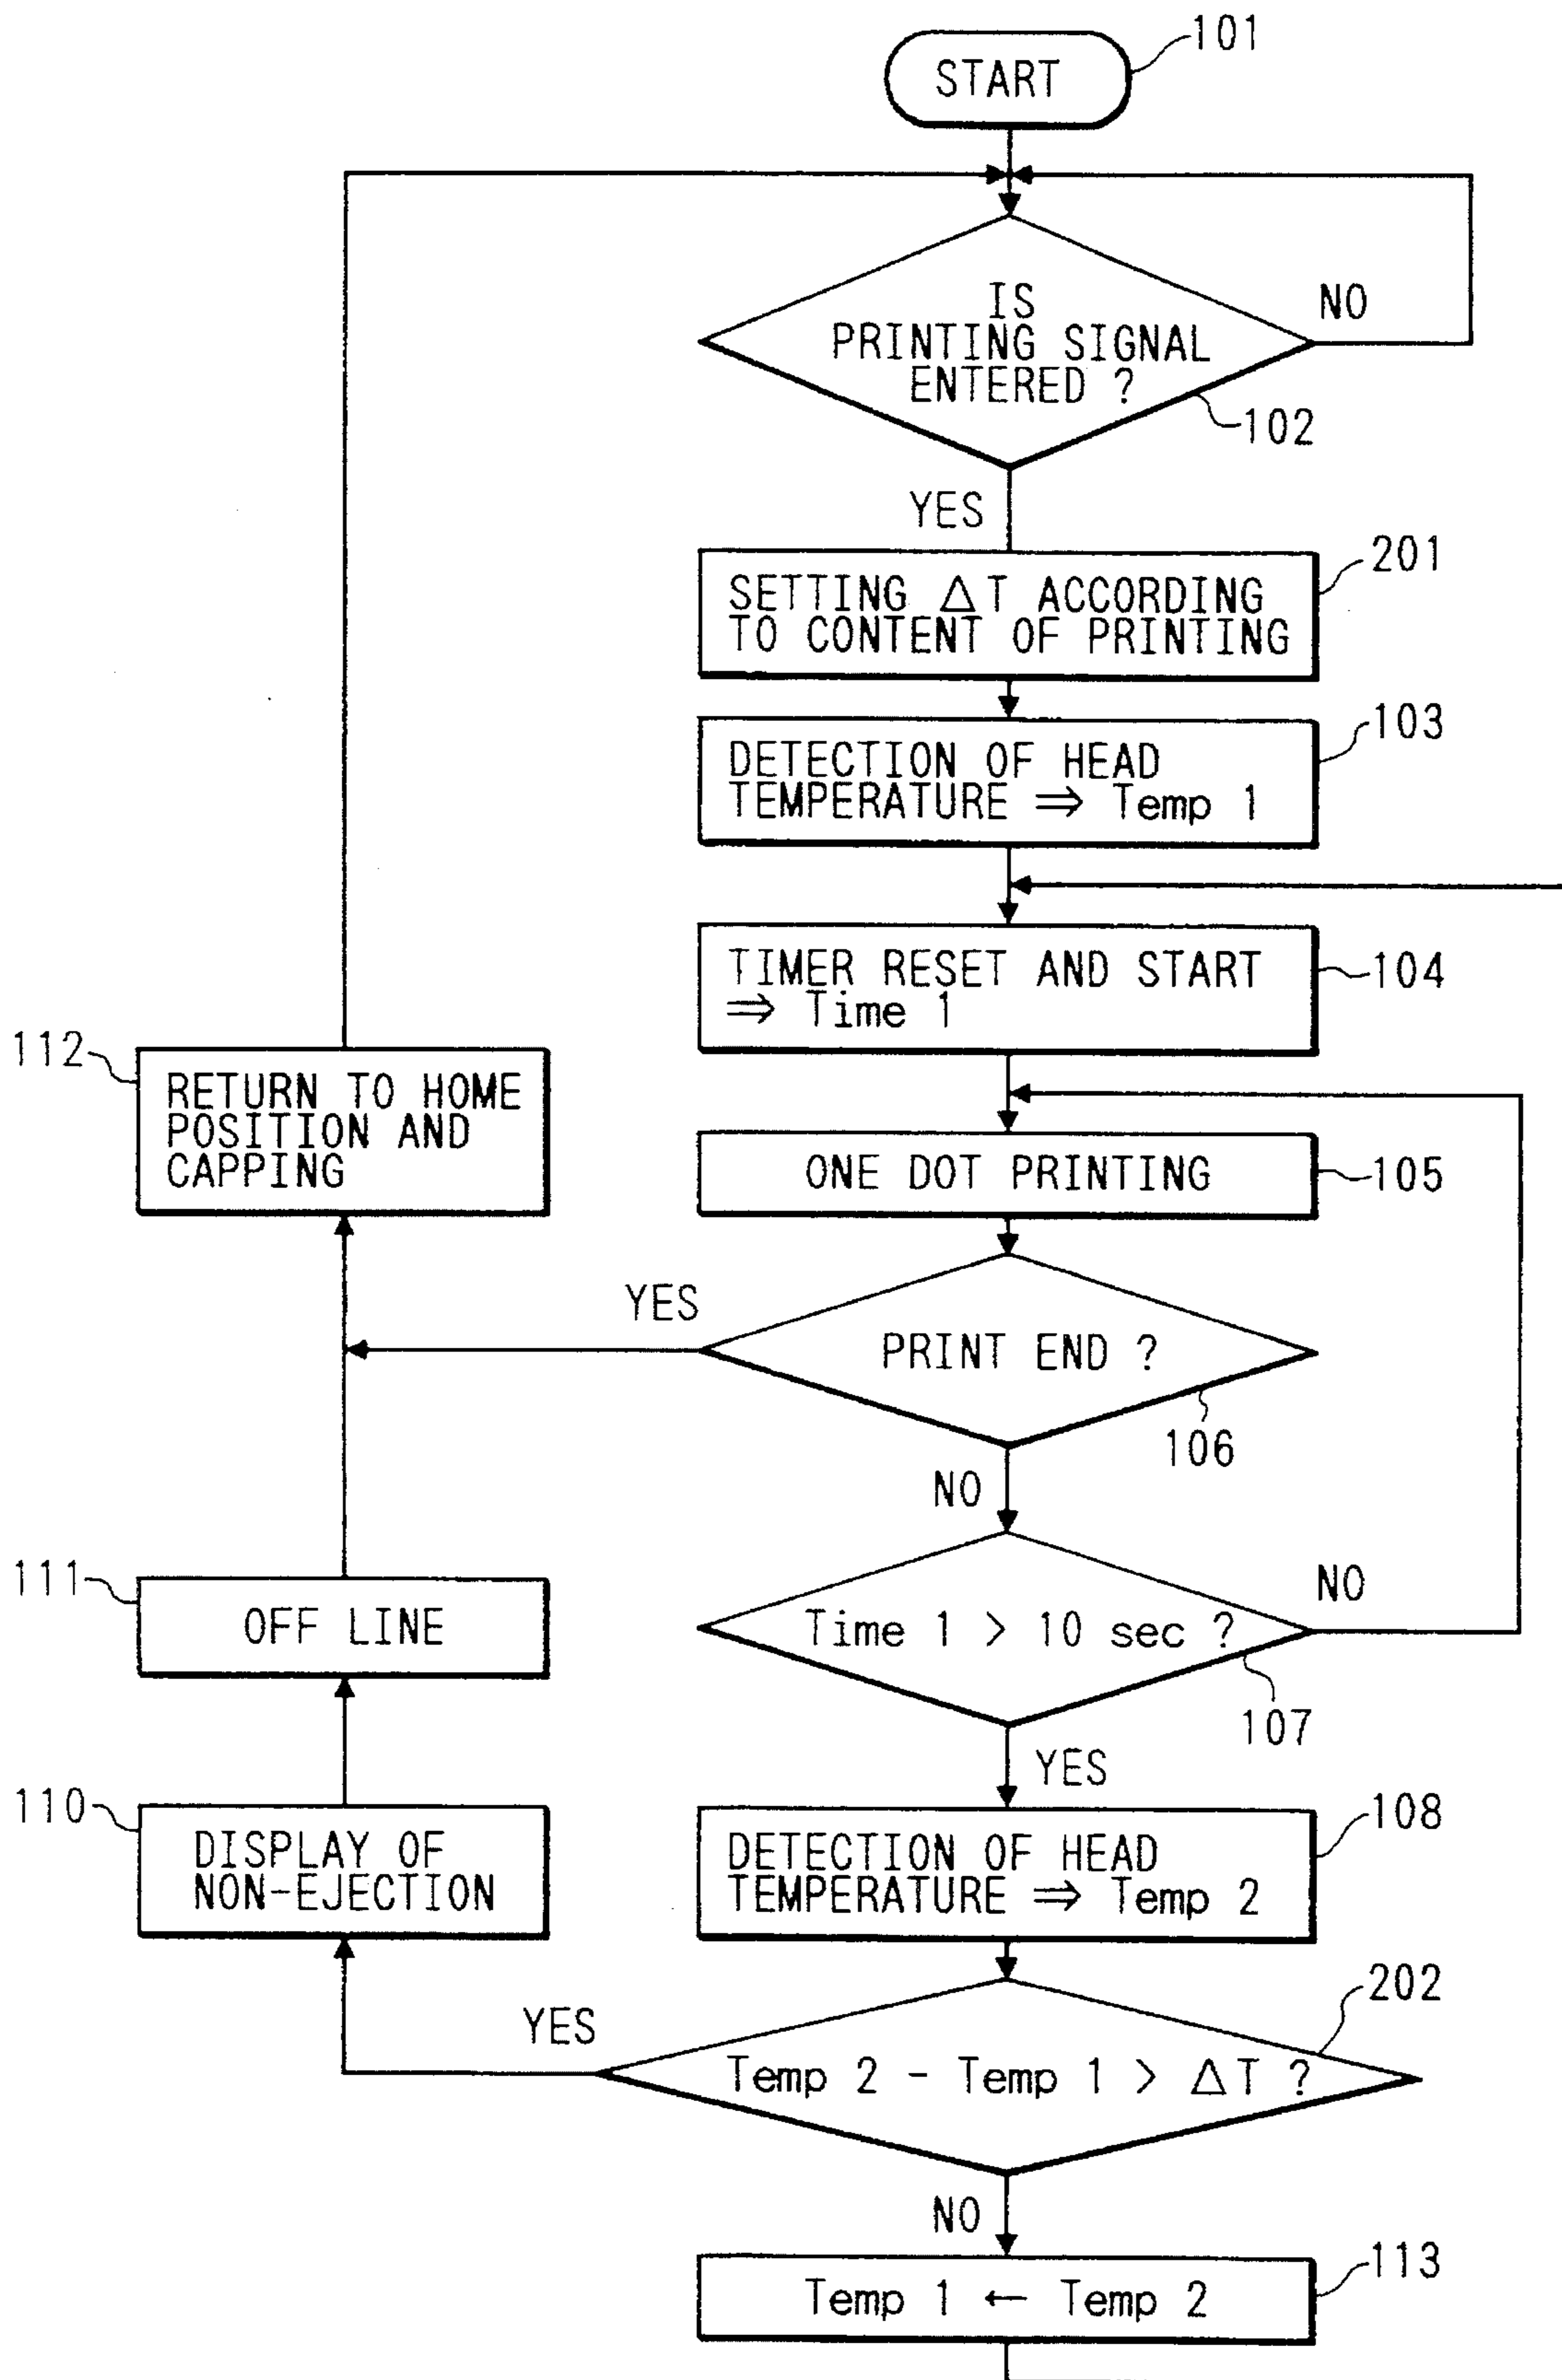 START
101
IS
PRINTING SIGNAL
ENTERED ?
NO
102
YES
SETTING △T ACCORDING
TO CONTENT OF PRINTING
201
DETECTION OF HEAD
TEMPERATURE ⇒ Temp 1
103
TIMER RESET AND START
⇒ Time 1
104
112
RETURN TO HOME
POSITION AND
CAPPING
ONE DOT PRINTING
105
YES
PRINT END ?
106
NO
111
OFF LINE
Time 1 > 10 sec ?
NO
107
YES
110
DISPLAY OF
NON-EJECTION
DETECTION OF HEAD
TEMPERATURE ⇒ Temp 2
108
YES
Temp 2 - Temp 1 > △T ?
202
NO
Temp 1 ← Temp 2
113